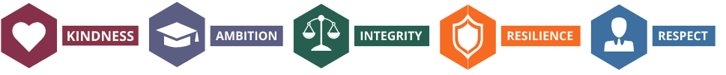 KINDNESS AMBITION INTEGRITY RESILIENCE RESPECT